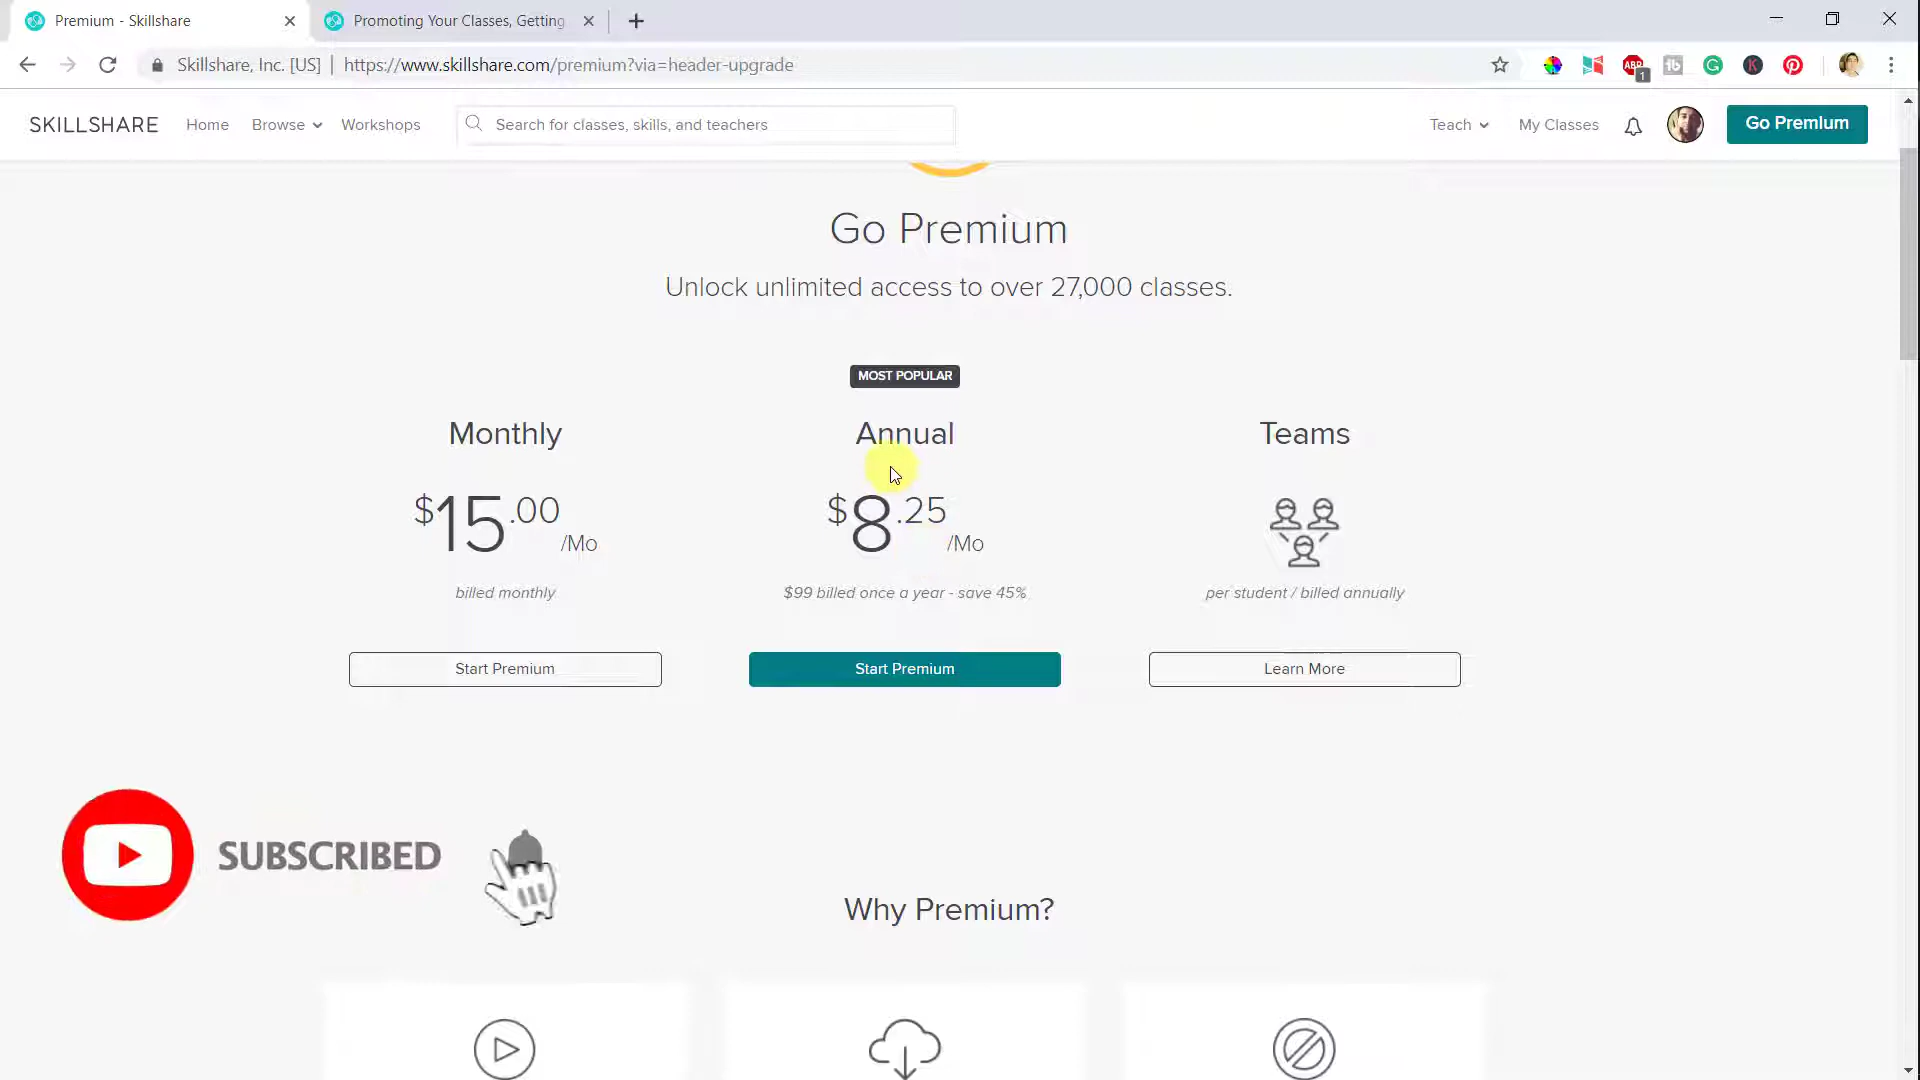 Premium - Skillshare
Promoting Your Classes, Getting
Skillshare, Inc. [US] | https://www.skillshare.com/premium?via=header-upgrade
ABP
1
tb
G
K
SKILLSHARE
Home
Browse
Workshops
Search for classes, skills, and teachers
Teach
My Classes
Go Premium
Go Premium
Unlock unlimited access to over 27,000 classes.
MOST POPULAR
Monthly
Annual
Teams
$15.00 /Mo
$8.25 /Mo
billed monthly
$99 billed once a year - save 45%
per student / billed annually
Start Premium
Start Premium
Learn More
SUBSCRIBED
Why Premium?